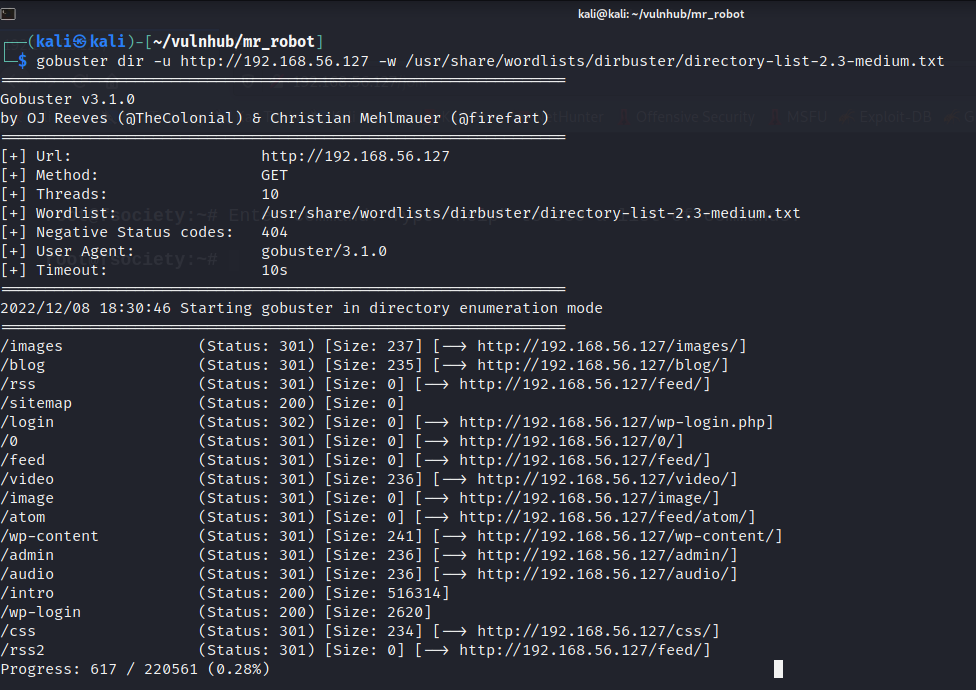 kali@kali: ~/vulnhub/mr_robot
(kali㉿kali)-[~/vulnhub/mr_robot]
$ gobuster dir -u http://192.168.56.127 -w /usr/share/wordlists/dirbuster/directory-list-2.3-medium.txt
===============================================================
Gobuster v3.1.0
by OJ Reeves (@TheColonial) & Christian Mehlmauer (@firefart)
===============================================================
[+] Url:                     http://192.168.56.127
[+] Method:                  GET
[+] Threads:                 10
[+] Wordlist:                /usr/share/wordlists/dirbuster/directory-list-2.3-medium.txt
[+] Negative Status codes:   404
[+] User Agent:              gobuster/3.1.0
[+] Timeout:                 10s
===============================================================
2022/12/08 18:30:46 Starting gobuster in directory enumeration mode
===============================================================
/images               (Status: 301) [Size: 237] [--> http://192.168.56.127/images/]
/blog                 (Status: 301) [Size: 235] [--> http://192.168.56.127/blog/]
/rss                  (Status: 301) [Size: 0] [--> http://192.168.56.127/feed/]
/sitemap              (Status: 200) [Size: 0]
/login                (Status: 302) [Size: 0] [--> http://192.168.56.127/wp-login.php]
/0                    (Status: 301) [Size: 0] [--> http://192.168.56.127/0/]
/feed                 (Status: 301) [Size: 0] [--> http://192.168.56.127/feed/]
/video                (Status: 301) [Size: 236] [--> http://192.168.56.127/video/]
/image                (Status: 301) [Size: 0] [--> http://192.168.56.127/image/]
/atom                 (Status: 301) [Size: 0] [--> http://192.168.56.127/feed/atom/]
/wp-content           (Status: 301) [Size: 241] [--> http://192.168.56.127/wp-content/]
/admin                (Status: 301) [Size: 236] [--> http://192.168.56.127/admin/]
/audio                (Status: 301) [Size: 236] [--> http://192.168.56.127/audio/]
/intro                (Status: 200) [Size: 516314]
/wp-login             (Status: 200) [Size: 2620]
/css                  (Status: 301) [Size: 234] [--> http://192.168.56.127/css/]
/rss2                 (Status: 301) [Size: 0] [--> http://192.168.56.127/feed/]
Progress: 617 / 220561 (0.28%)